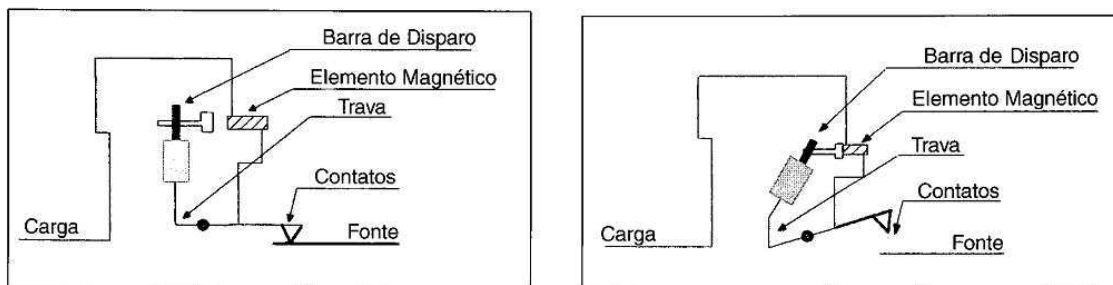 Barra de Disparo
Elemento Magnético
Trava
Contatos
Carga
Fonte
Barra de Disparo
Elemento Magnético
Trava
Contatos
Carga
Fonte